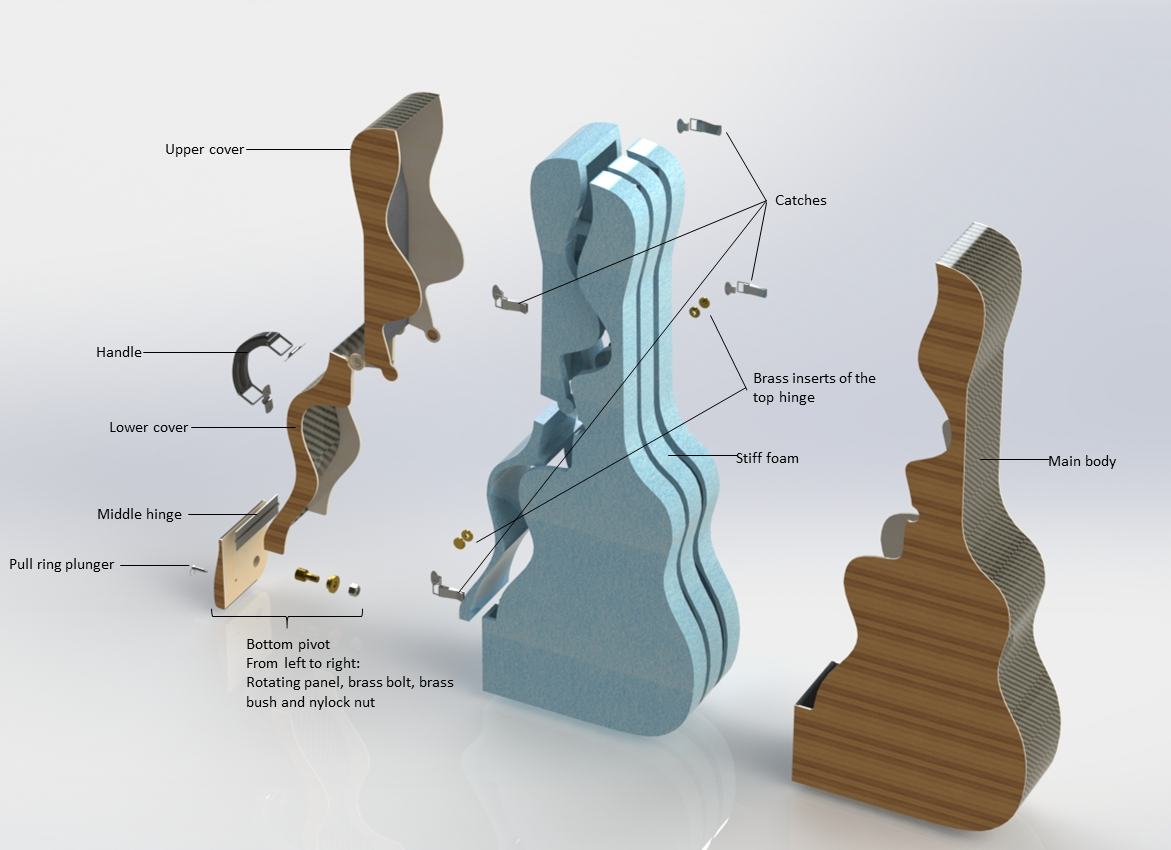 Upper cover
Catches
Handle
Brass inserts of the
top hinge
Lower cover
Stiff foam
Main body
Middle hinge
Pull ring plunger
Bottom pivot
From left to right:
Rotating panel, brass bolt, brass
bush and nylock nut